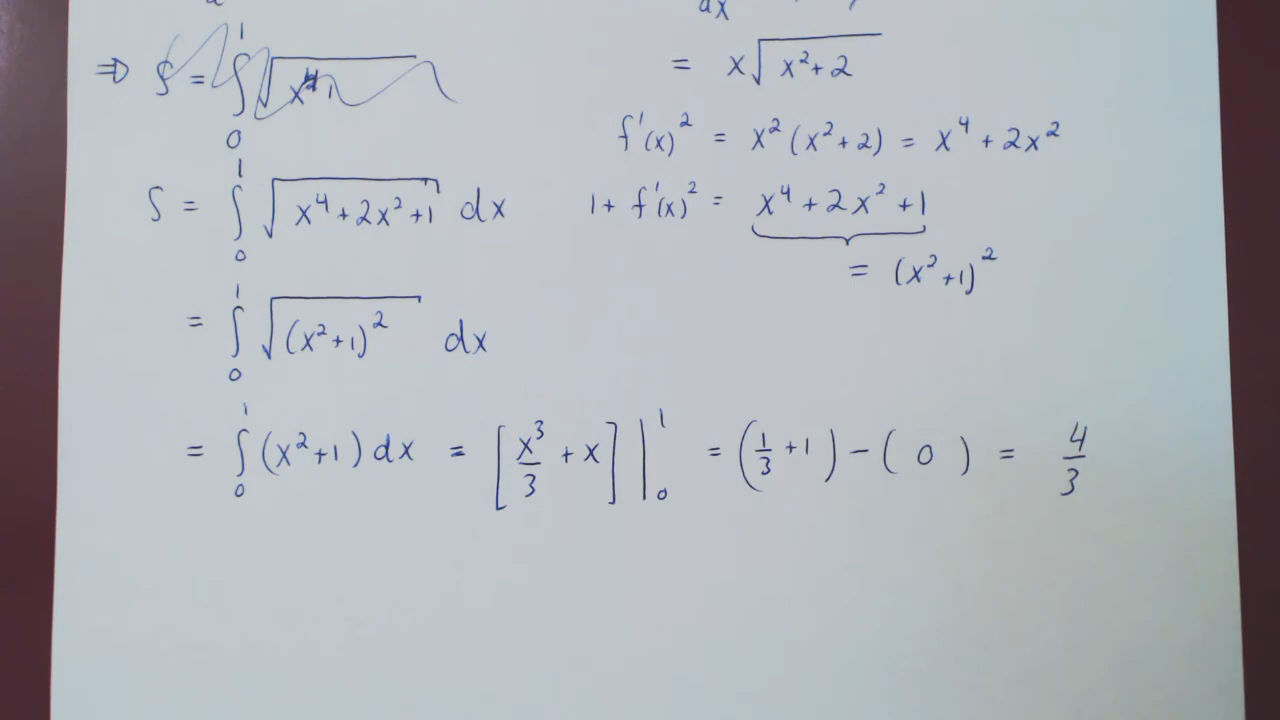 dx
= x√(x²+2)
f'(x)² = x²(x²+2) = x⁴ + 2x²
1 + f'(x)² = x⁴ + 2x² + 1
= (x²+1)²
⇒ S = ∫₀¹ √
S = ∫₀¹ √(x⁴+2x²+1) dx
= ∫₀¹ √((x²+1)²) dx
= ∫₀¹ (x²+1) dx = [x³/3 + x] |₀¹ = (1/3 + 1) − ( 0 ) = 4/3